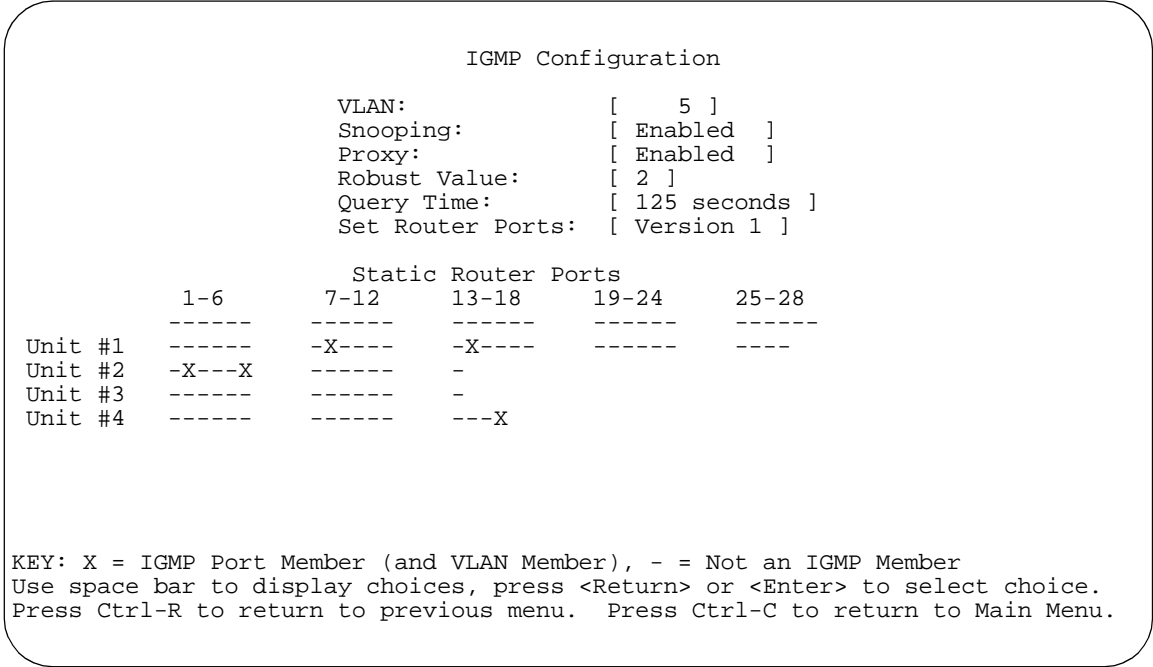 IGMP Configuration
VLAN: [ 5 ]
Snooping: [ Enabled ]
Proxy: [ Enabled ]
Robust Value: [ 2 ]
Query Time: [ 125 seconds ]
Set Router Ports: [ Version 1 ]
Static Router Ports
1-6 7-12 13-18 19-24 25-28
------ ------ ------ ------ ------
Unit #1 ------ -X---- -X---- ------ ----
Unit #2 -X---X ------ -
Unit #3 ------ ------ -
Unit #4 ------ ------ ---X
KEY: X = IGMP Port Member (and VLAN Member), - = Not an IGMP Member
Use space bar to display choices, press <Return> or <Enter> to select choice.
Press Ctrl-R to return to previous menu. Press Ctrl-C to return to Main Menu.